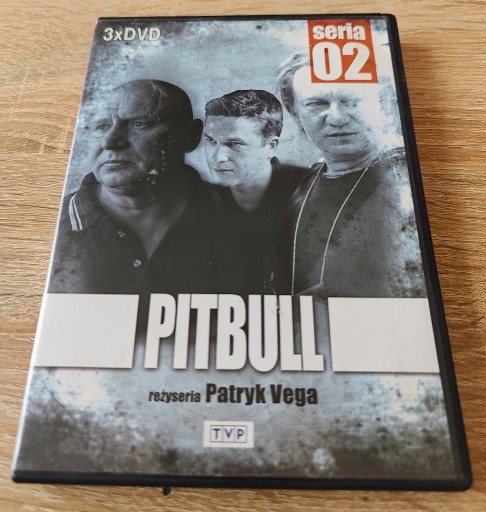 3xDVD
seria
02
PITBULL
reżyseria Patryk Vega
TVP